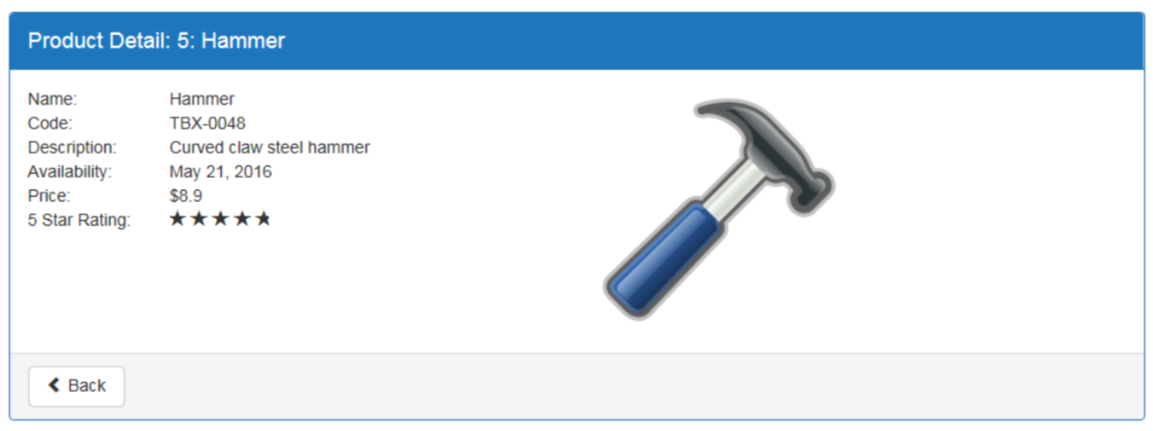 Product Detail: 5: Hammer
Name: Hammer
Code: TBX-0048
Description: Curved claw steel hammer
Availability: May 21, 2016
Price: $8.9
5 Star Rating: ★★★★★
Back